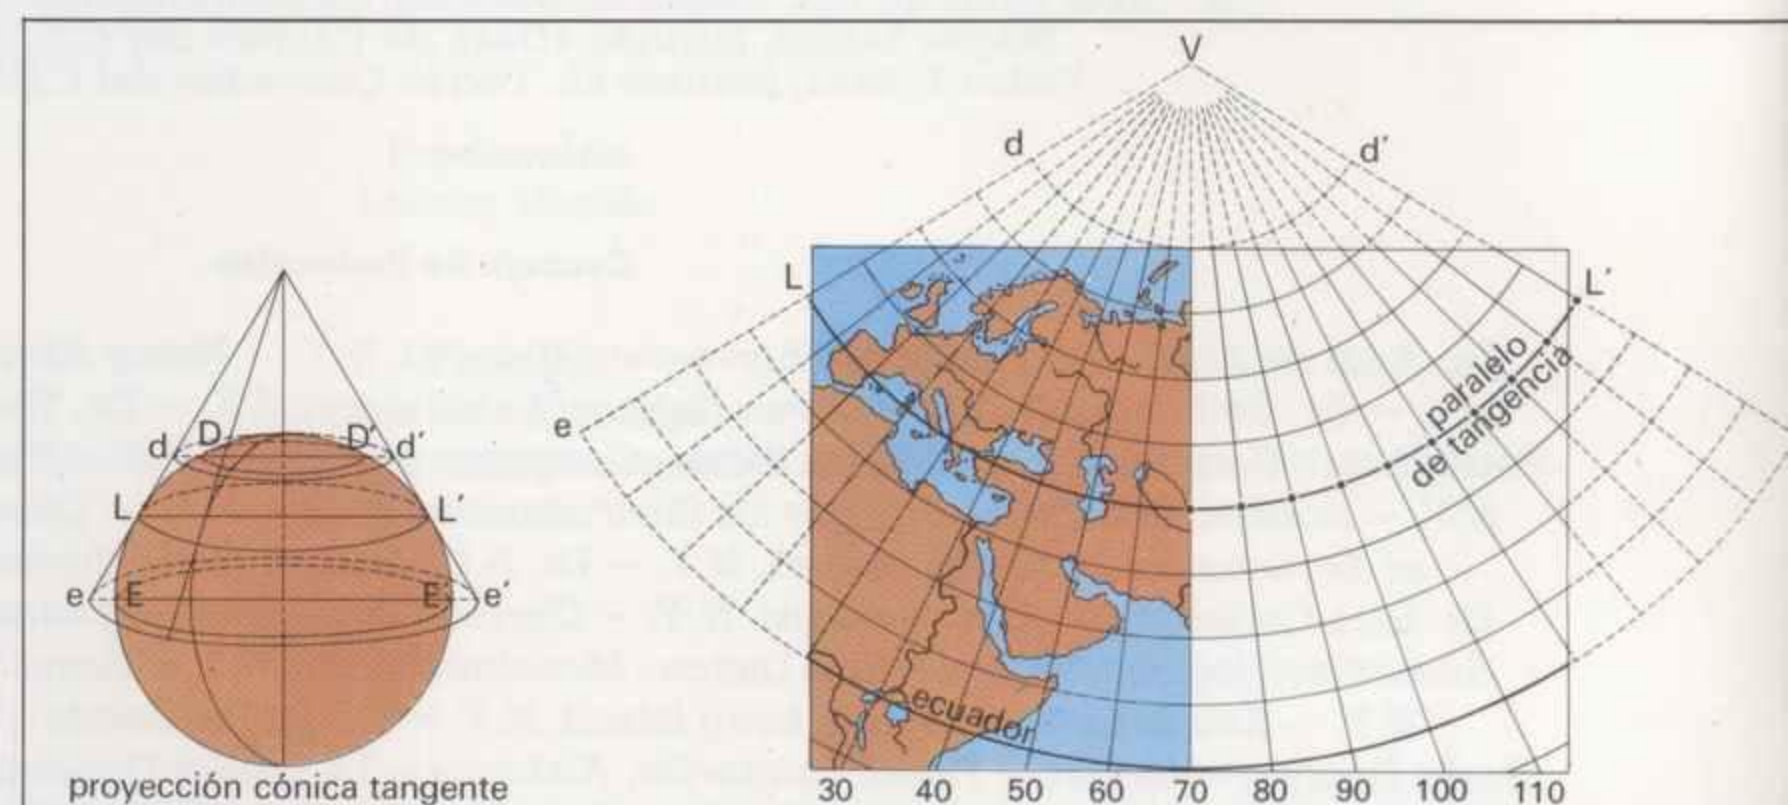 V
d
d´
L
L´
e
paralelo
de tangencia
d
D
D´
d´
L
L´
e
E
E´
e´
ecuador
proyección cónica tangente
30 40 50 60 70 80 90 100 110